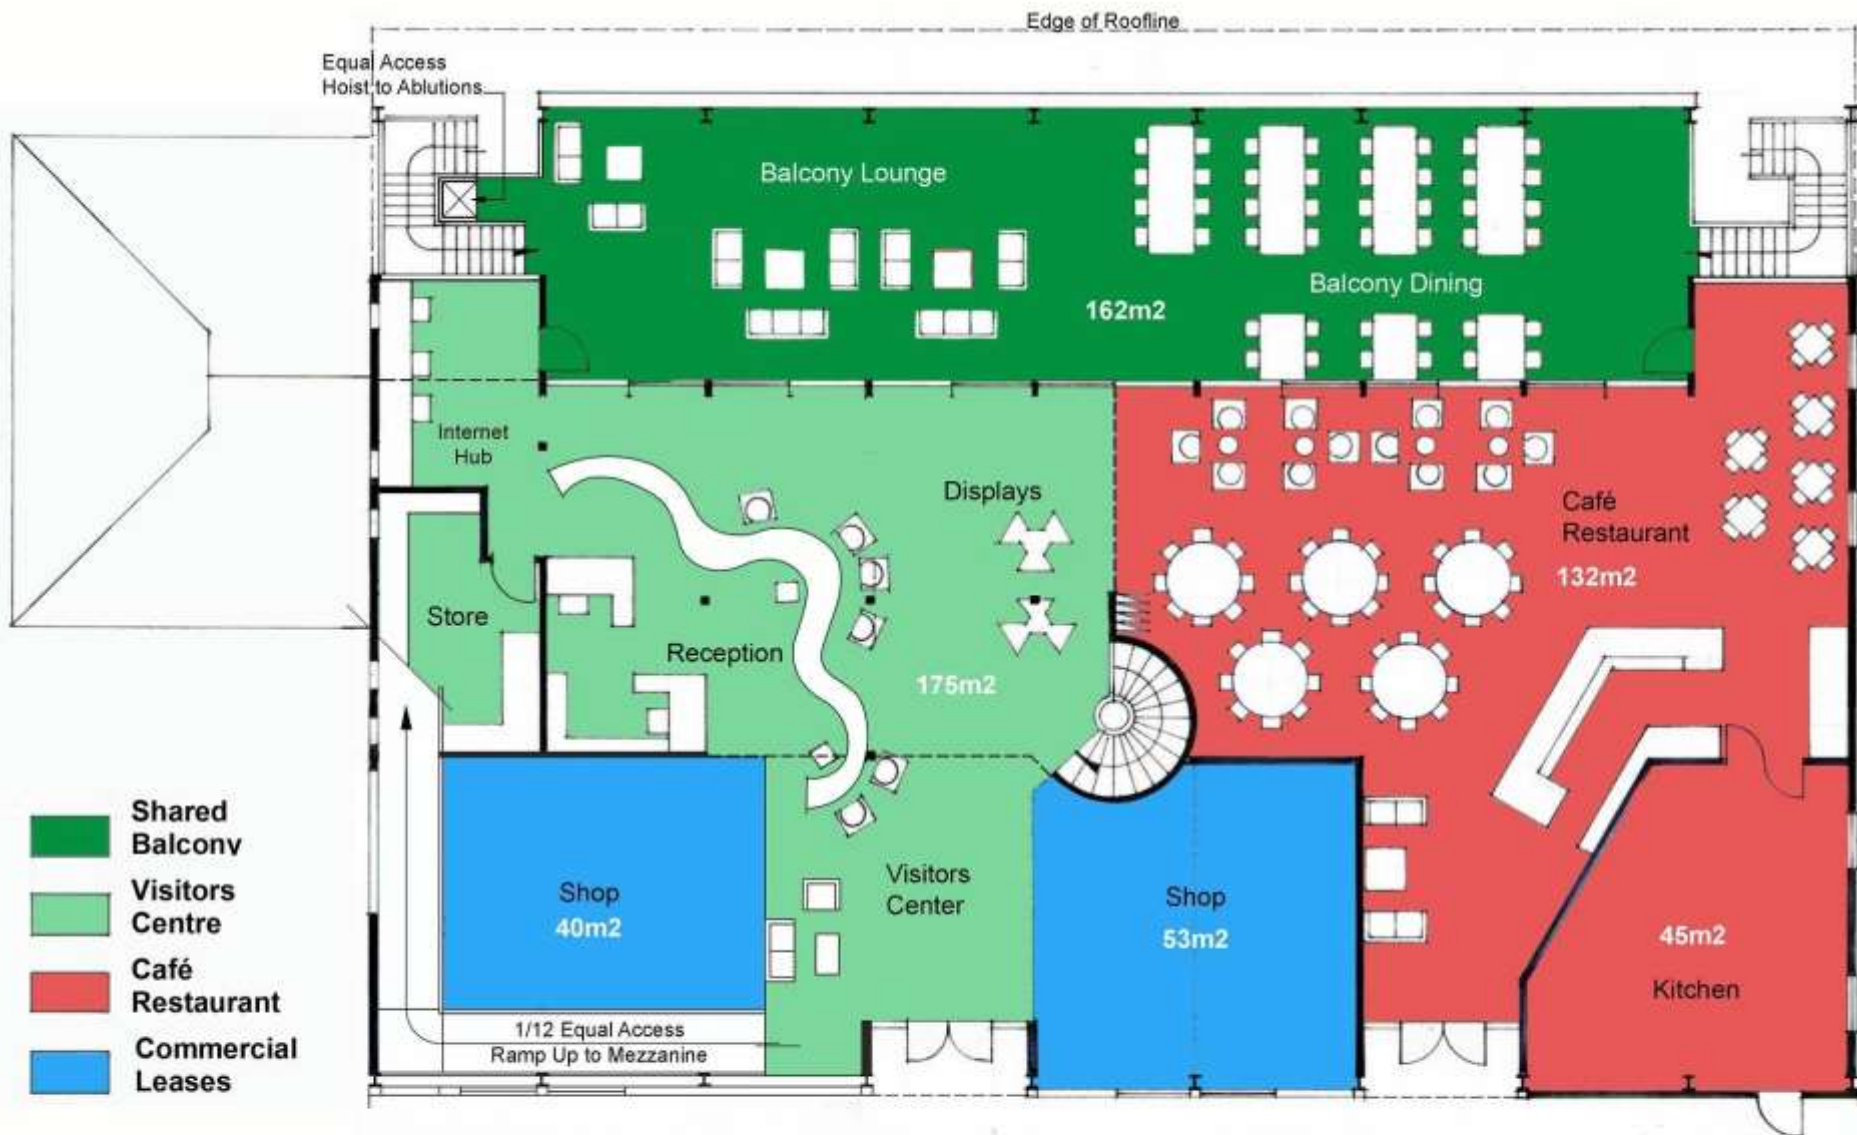 Edge of Roofline
Equal Access
Hoist to Ablutions
Balcony Lounge
Balcony Dining
162m2
Internet
Hub
Displays
Café
Restaurant
132m2
Store
Reception
175m2
Shared
Balconv
Visitors
Centre
Café
Restaurant
Commercial
Leases
Shop
40m2
Visitors
Center
Shop
53m2
45m2
Kitchen
1/12 Equal Access
Ramp Up to Mezzanine